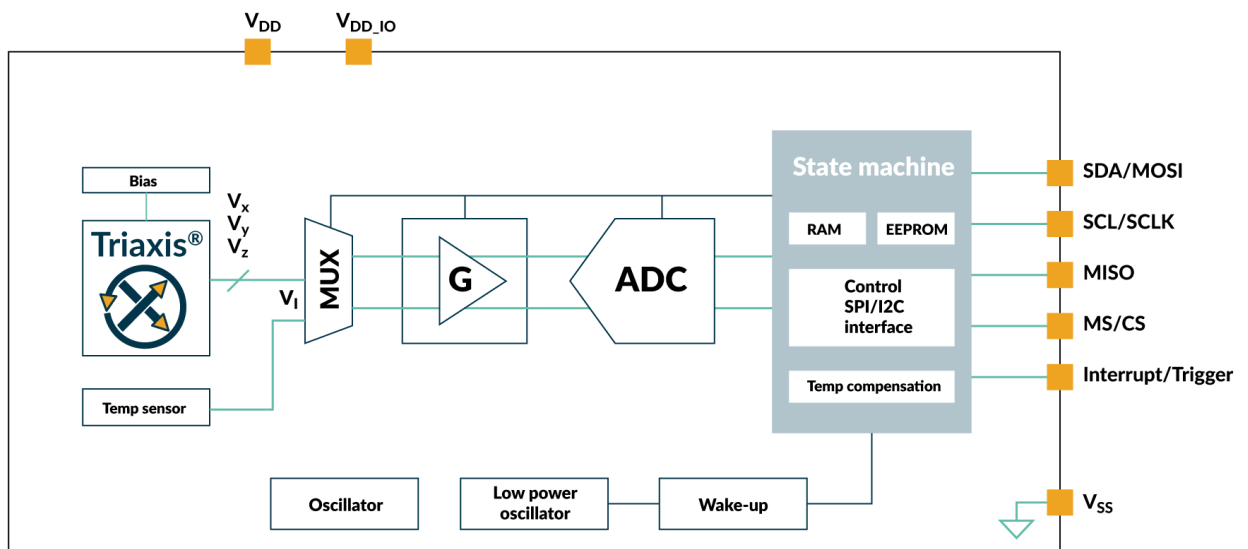 VDD
VDD_IO
Bias
Triaxis®
Vx
Vy
Vz
VI
Temp sensor
MUX
G
ADC
State machine
RAM
EEPROM
Control
SPI/I2C
interface
Temp compensation
SDA/MOSI
SCL/SCLK
MISO
MS/CS
Interrupt/Trigger
Oscillator
Low power
oscillator
Wake-up
VSS